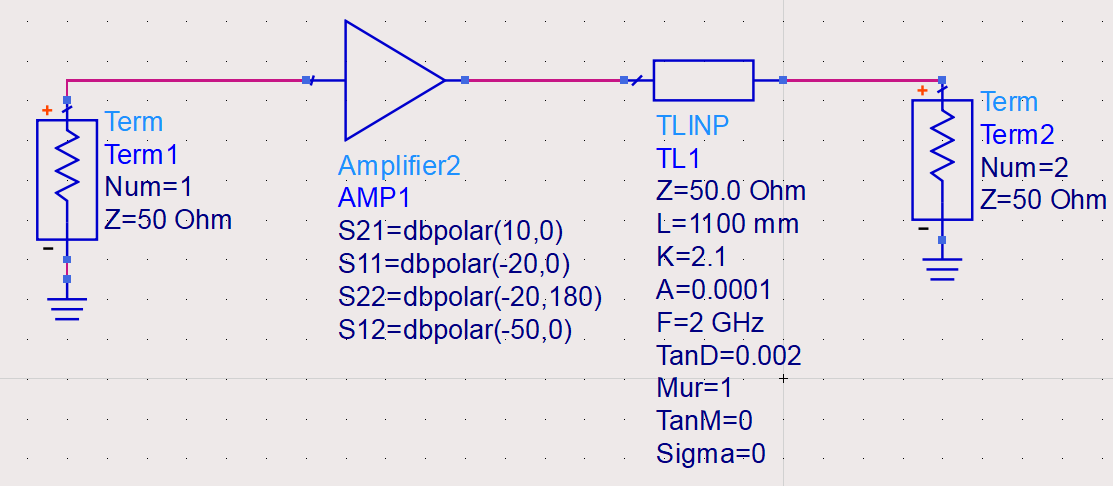 Term
Term1
Num=1
Z=50 Ohm
Amplifier2
AMP1
S21=dbpolar(10,0)
S11=dbpolar(-20,0)
S22=dbpolar(-20,180)
S12=dbpolar(-50,0)
TLINP
TL1
Z=50.0 Ohm
L=1100 mm
K=2.1
A=0.0001
F=2 GHz
TanD=0.002
Mur=1
TanM=0
Sigma=0
Term
Term2
Num=2
Z=50 Ohm